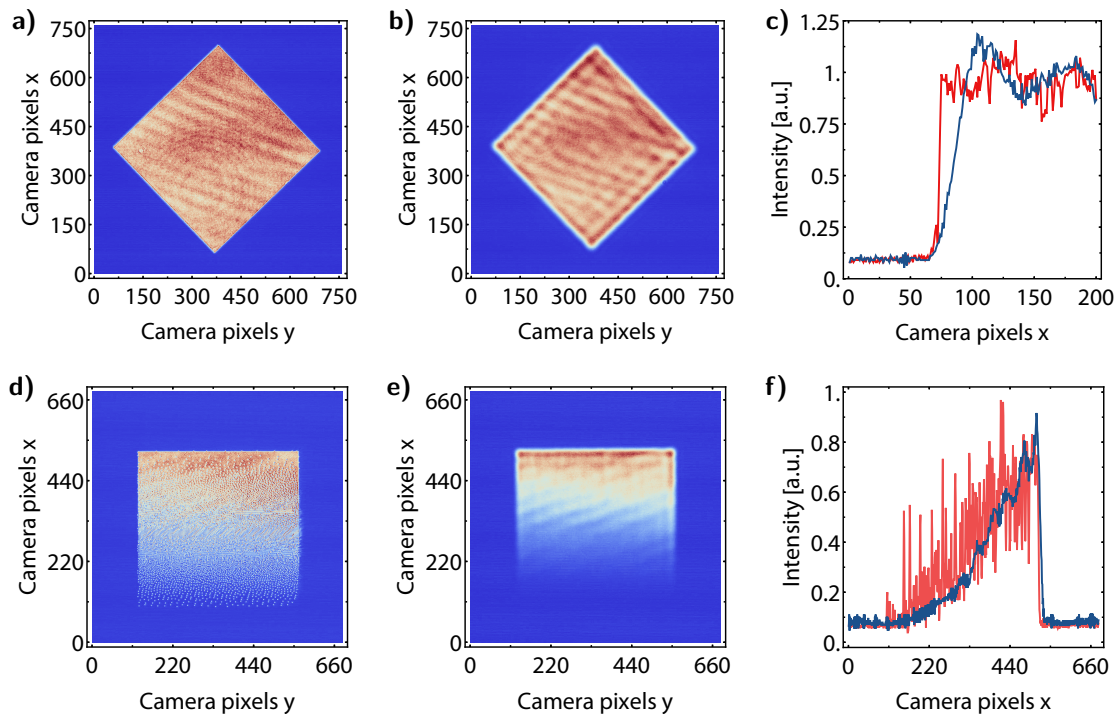 a)
750
600
450
300
150
0
Camera pixels x
0 150 300 450 600 750
Camera pixels y
b)
750
600
450
300
150
0
Camera pixels x
0 150 300 450 600 750
Camera pixels y
c)
1.25
1.
0.75
0.5
0.25
0.
Intensity [a.u.]
0 50 100 150 200
Camera pixels x
d)
660
440
220
0
Camera pixels x
0 220 440 660
Camera pixels y
e)
660
440
220
0
Camera pixels x
0 220 440 660
Camera pixels y
f)
1.
0.8
0.6
0.4
0.2
0.
Intensity [a.u.]
0 220 440 660
Camera pixels x